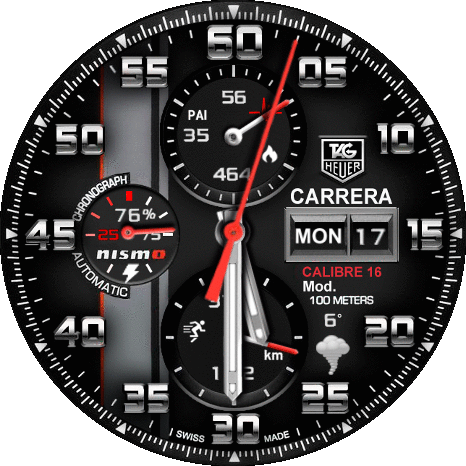 60
55
05
56
PAI
35
50
10
464
TAG
HEUER
CHRONOGRAPH
CARRERA
76%
45
25
75
MON 17
15
nismo
AUTOMATIC
CALIBRE 16
Mod.
100 METERS
6°
40
20
km
35
25
SWISS
30
MADE